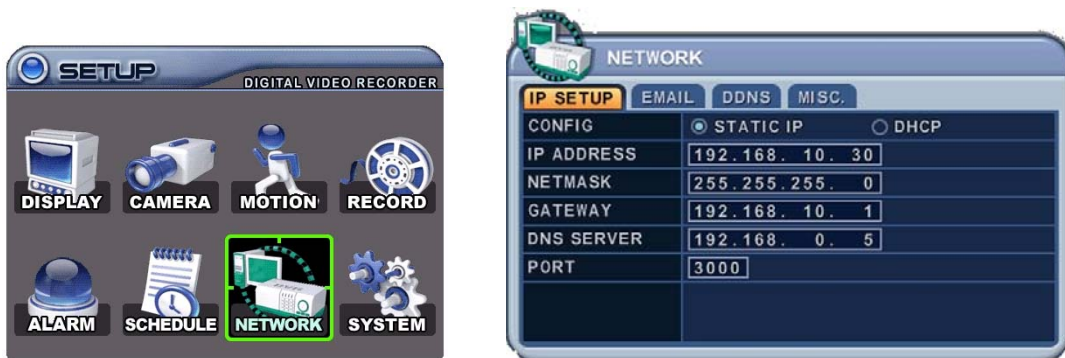 SETUP
DIGITAL VIDEO RECORDER
DISPLAY CAMERA MOTION RECORD
ALARM SCHEDULE NETWORK SYSTEM
NETWORK
IP SETUP EMAIL DDNS MISC.
CONFIG STATIC IP DHCP
IP ADDRESS 192.168. 10. 30
NETMASK 255.255.255. 0
GATEWAY 192.168. 10. 1
DNS SERVER 192.168. 0. 5
PORT 3000